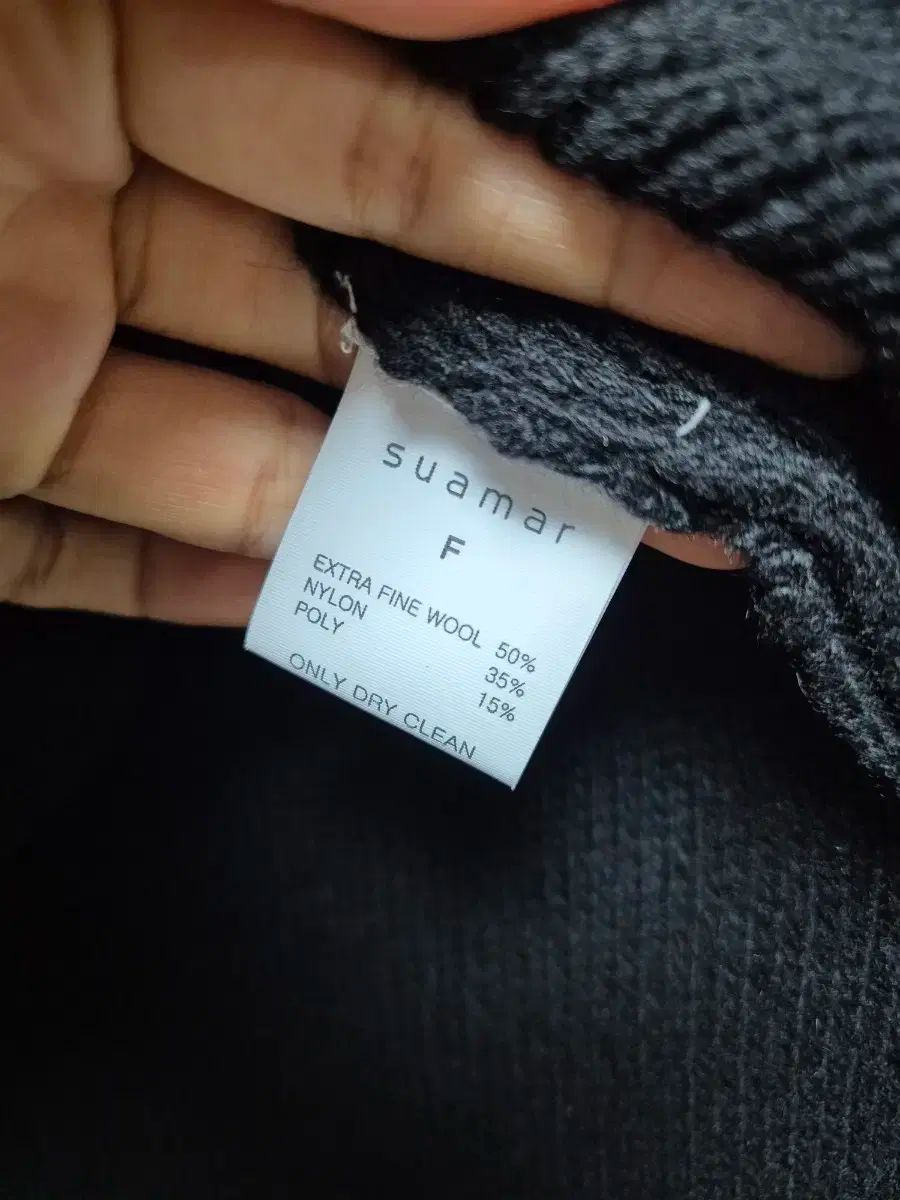 suamar
F
EXTRA FINE WOOL 50%
NYLON 35%
POLY 15%
ONLY DRY CLEAN